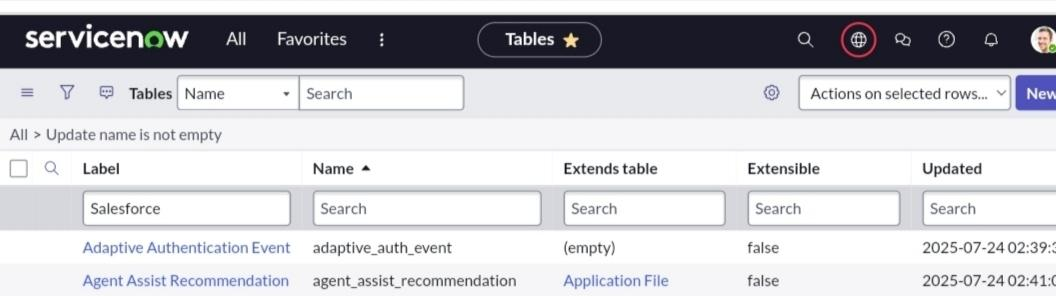 servicenow All Favorites Tables
Tables Name Search Actions on selected rows... New
All > Update name is not empty
Label Name Extends table Extensible Updated
Salesforce Search Search Search Search
Adaptive Authentication Event adaptive_auth_event (empty) false 2025-07-24 02:39:3
Agent Assist Recommendation agent_assist_recommendation Application File false 2025-07-24 02:41:0